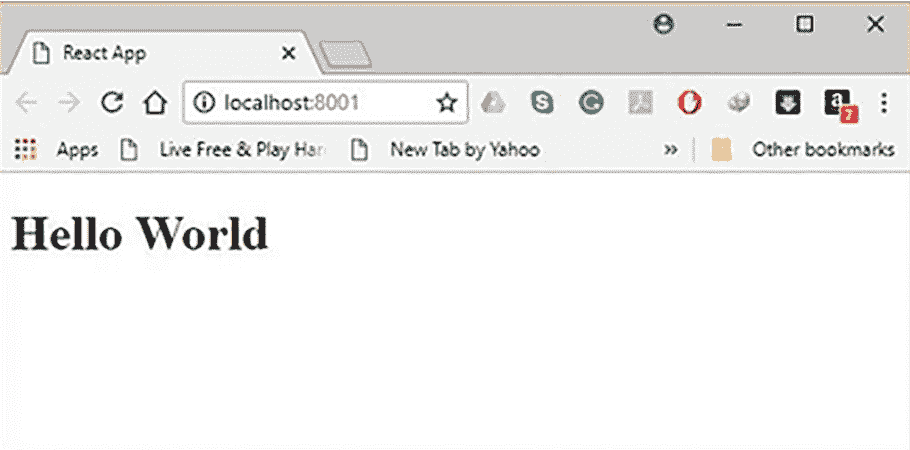 React App
localhost:8001
Apps Live Free & Play Har New Tab by Yahoo » Other bookmarks
Hello World